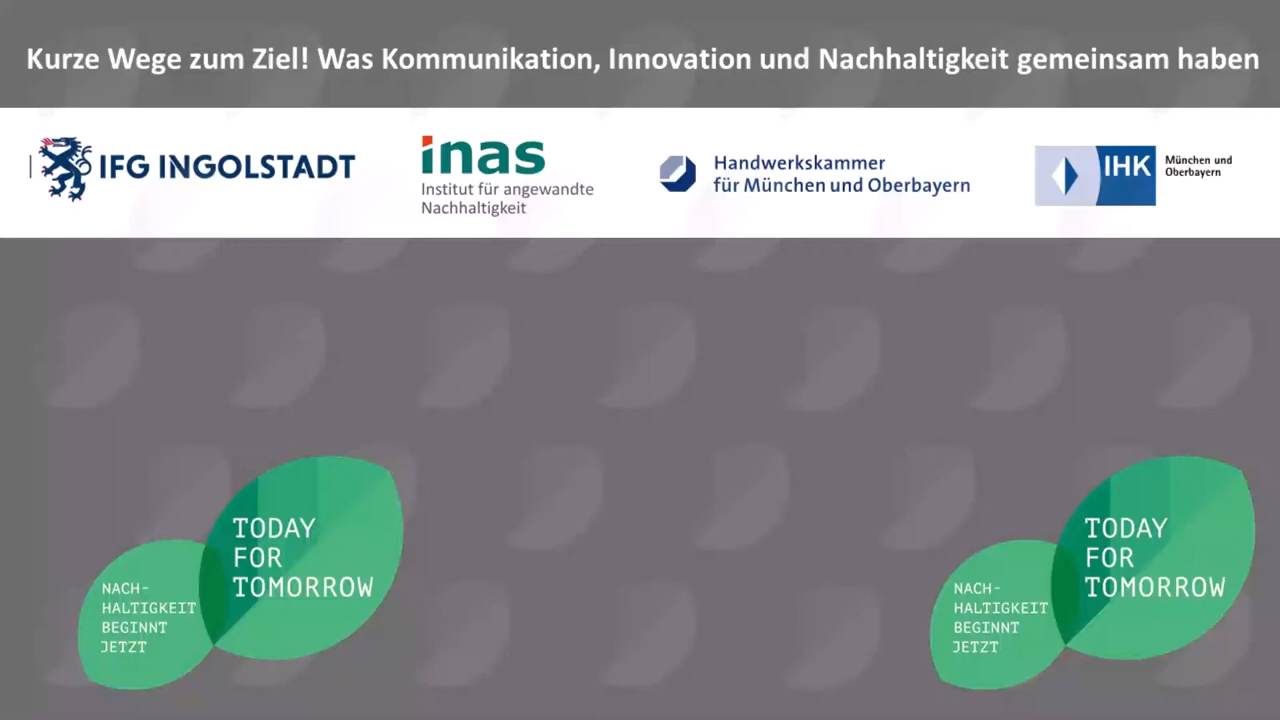 Kurze Wege zum Ziel! Was Kommunikation, Innovation und Nachhaltigkeit gemeinsam haben
IFG INGOLSTADT
inas
Institut für angewandte
Nachhaltigkeit
Handwerkskammer
für München und Oberbayern
IHK
München und
Oberbayern
TODAY
FOR
TOMORROW
NACH-
HALTIGKEIT
BEGINNT
JETZT
TODAY
FOR
TOMORROW
NACH-
HALTIGKEIT
BEGINNT
JETZT